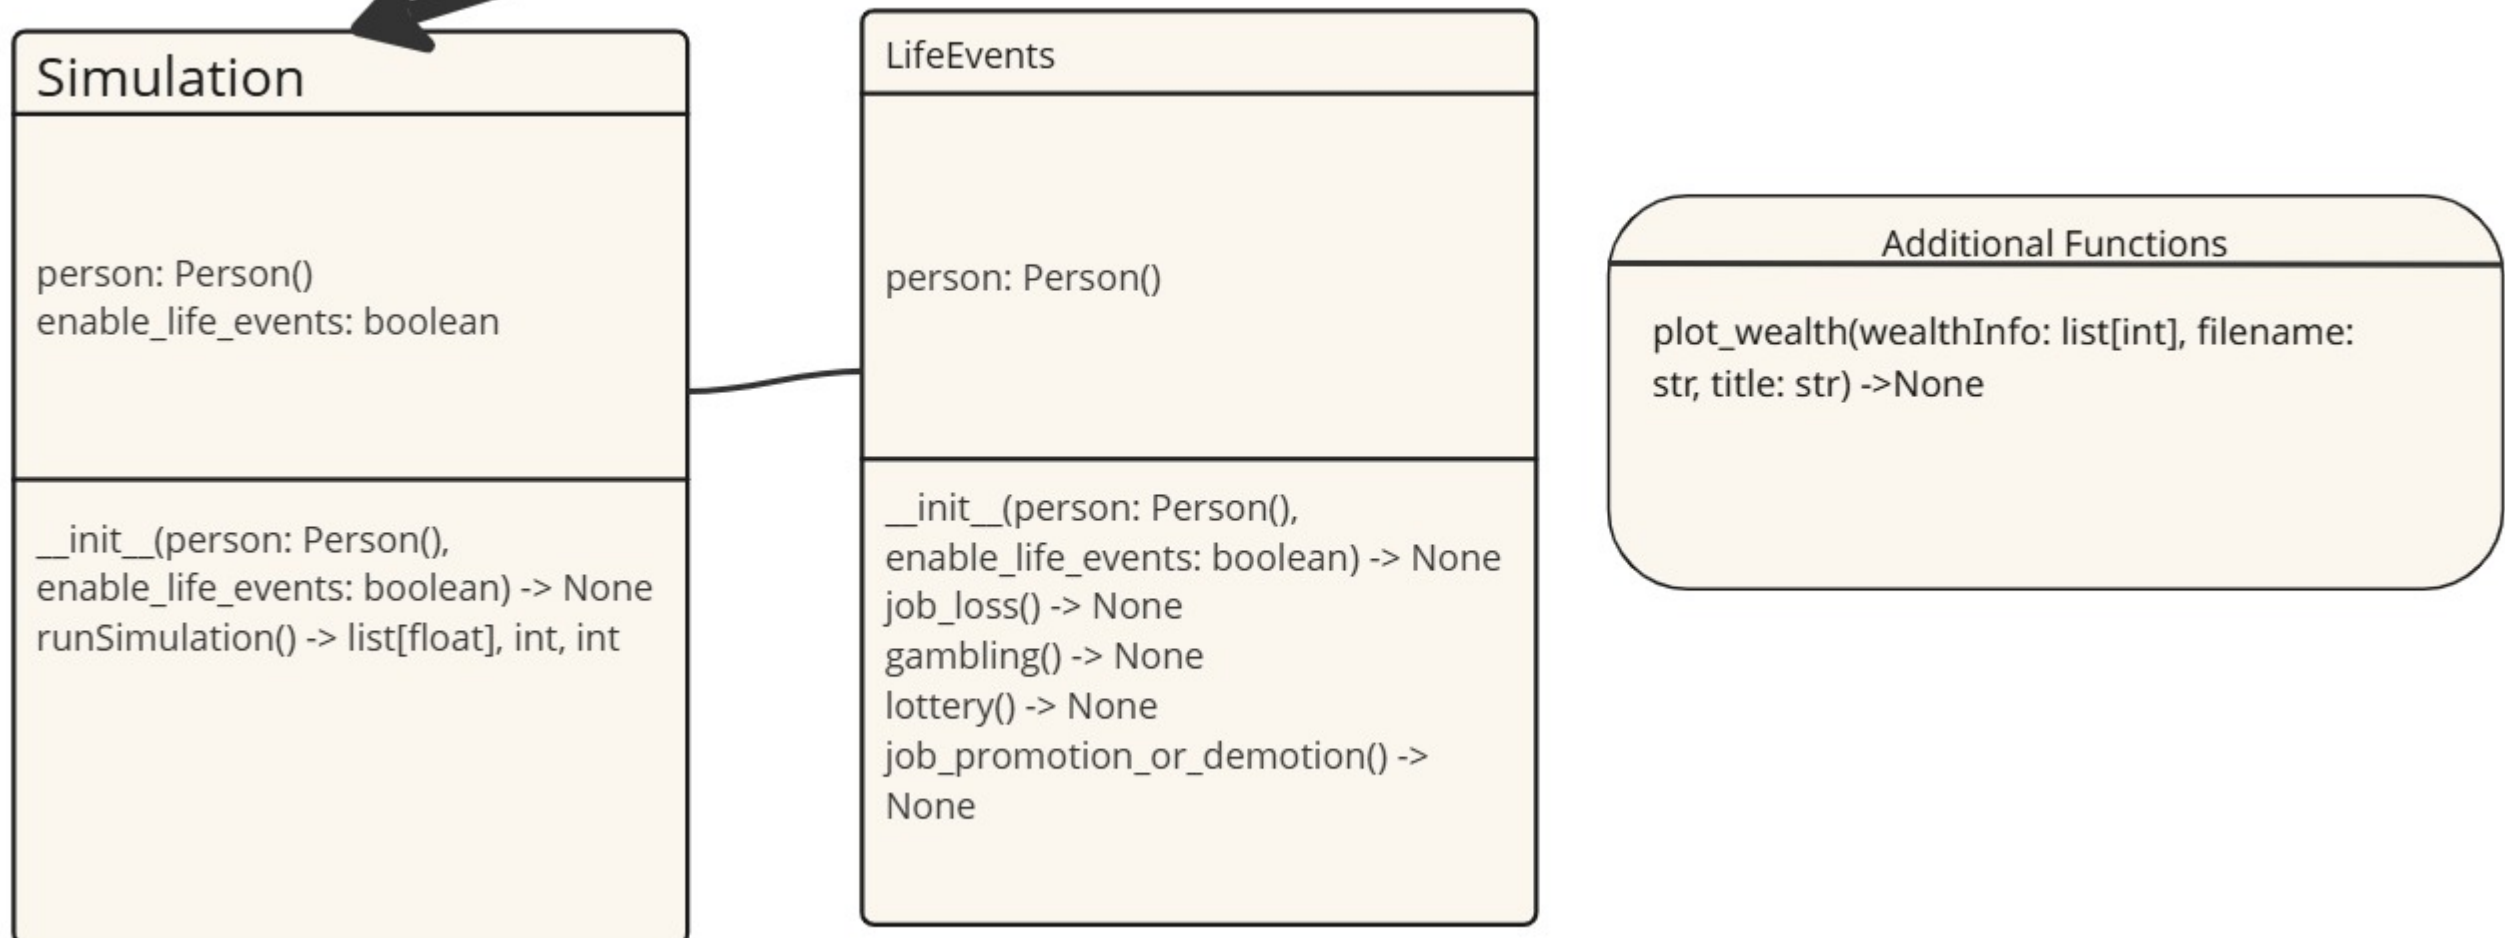 Simulation
person: Person()
enable_life_events: boolean
__init__(person: Person(),
enable_life_events: boolean) -> None
runSimulation() -> list[float], int, int
LifeEvents
person: Person()
__init__(person: Person(),
enable_life_events: boolean) -> None
job_loss() -> None
gambling() -> None
lottery() -> None
job_promotion_or_demotion() ->
None
Additional Functions
plot_wealth(wealthInfo: list[int], filename:
str, title: str) ->None